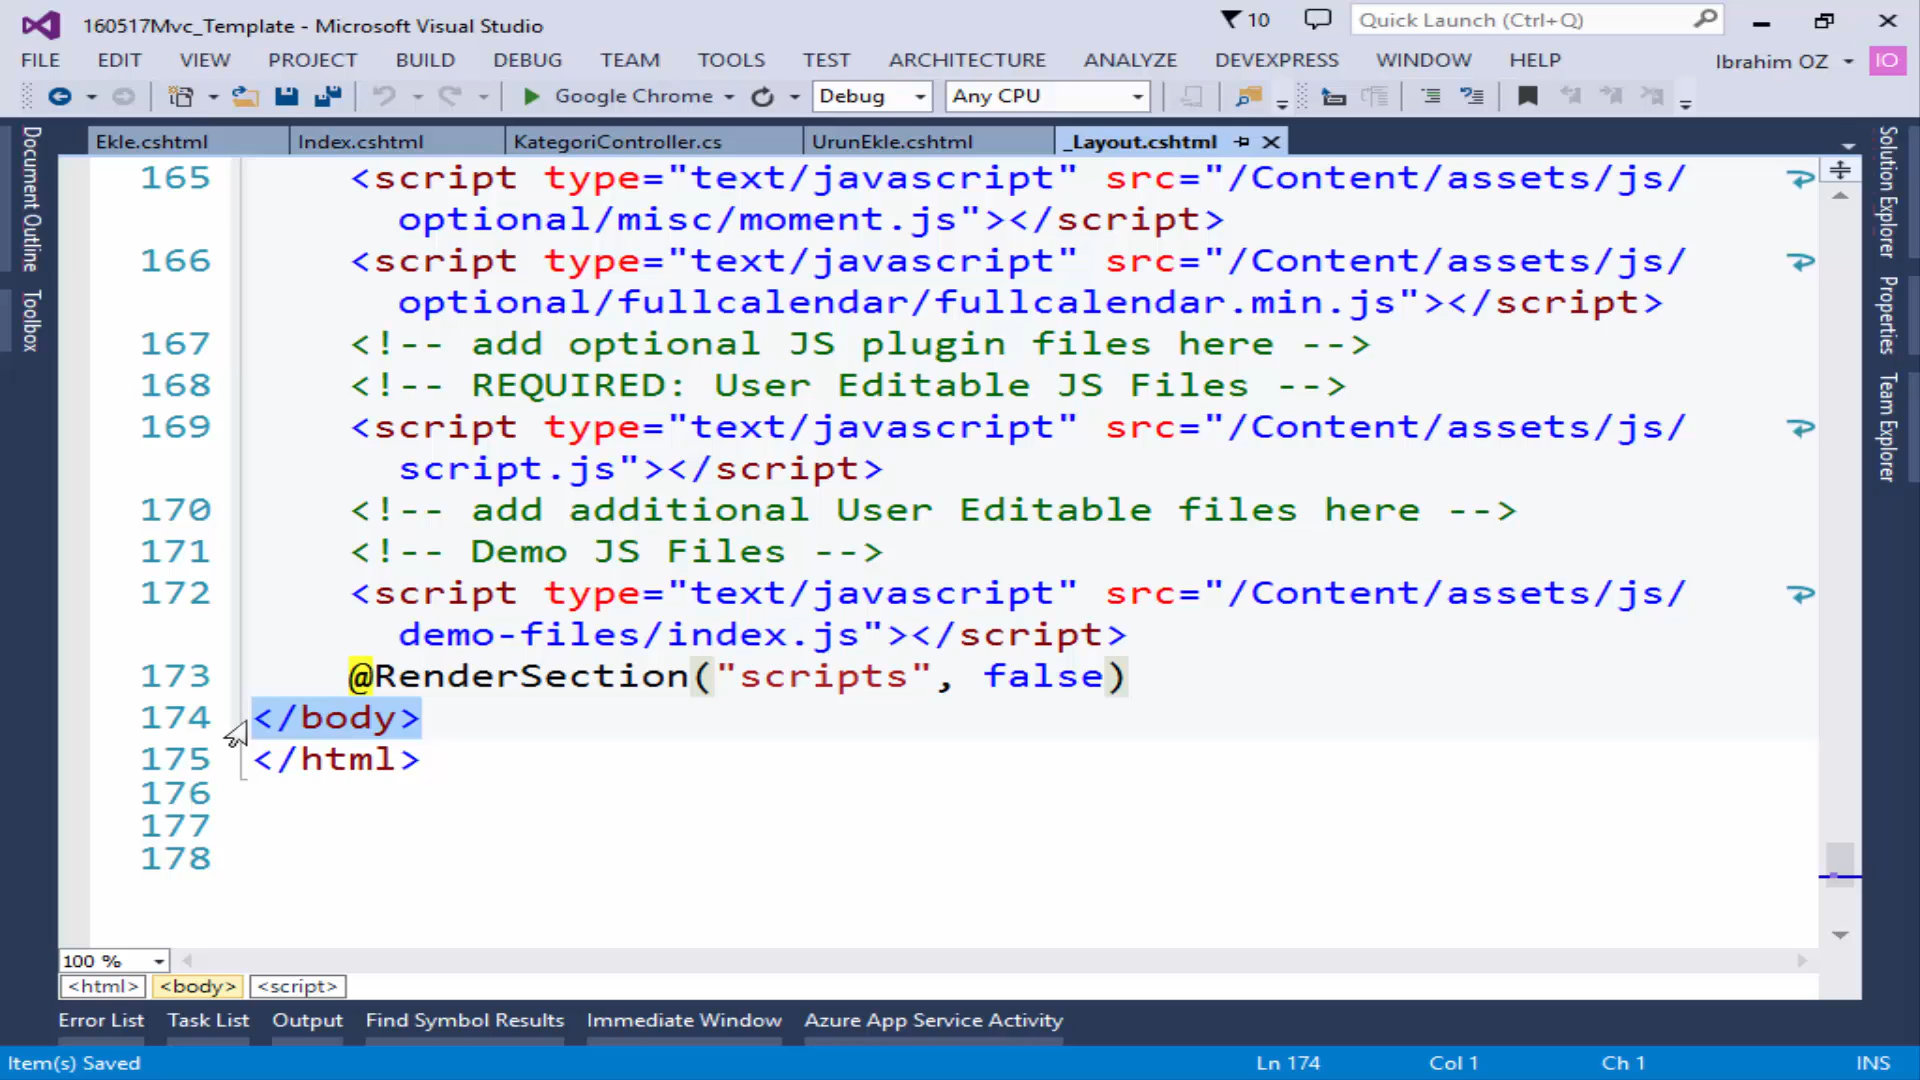 160517Mvc_Template - Microsoft Visual Studio
10
Quick Launch (Ctrl+Q)
FILE EDIT VIEW PROJECT BUILD DEBUG TEAM TOOLS TEST ARCHITECTURE ANALYZE DEVEXPRESS WINDOW HELP
Ibrahim OZ
IO
Google Chrome
Debug
Any CPU
Document Outline
Toolbox
Ekle.cshtml
Index.cshtml
KategoriController.cs
UrunEkle.cshtml
_Layout.cshtml
165 <script type="text/javascript" src="/Content/assets/js/
optional/misc/moment.js"></script>
166 <script type="text/javascript" src="/Content/assets/js/
optional/fullcalendar/fullcalendar.min.js"></script>
167 <!-- add optional JS plugin files here -->
168 <!-- REQUIRED: User Editable JS Files -->
169 <script type="text/javascript" src="/Content/assets/js/
script.js"></script>
170 <!-- add additional User Editable files here -->
171 <!-- Demo JS Files -->
172 <script type="text/javascript" src="/Content/assets/js/
demo-files/index.js"></script>
173 @RenderSection("scripts", false)
174 </body>
175 </html>
176
177
178
Solution Explorer
Properties
Team Explorer
100 %
<html> <body> <script>
Error List Task List Output Find Symbol Results Immediate Window Azure App Service Activity
Item(s) Saved
Ln 174 Col 1 Ch 1 INS